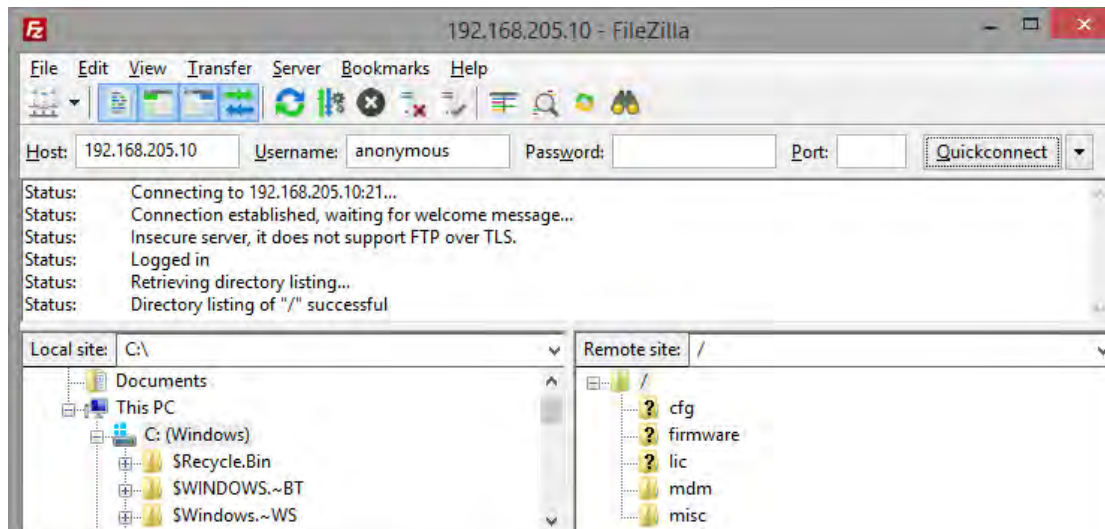 192.168.205.10 - FileZilla
File Edit View Transfer Server Bookmarks Help
Host: 192.168.205.10 Username: anonymous Password: Port: Quickconnect
Status: Connecting to 192.168.205.10:21...
Status: Connection established, waiting for welcome message...
Status: Insecure server, it does not support FTP over TLS.
Status: Logged in
Status: Retrieving directory listing...
Status: Directory listing of "/" successful
Local site: C:\
Documents
This PC
C: (Windows)
$Recycle.Bin
$WINDOWS.~BT
$Windows.~WS
Remote site: /
/
? cfg
? firmware
? lic
mdm
misc